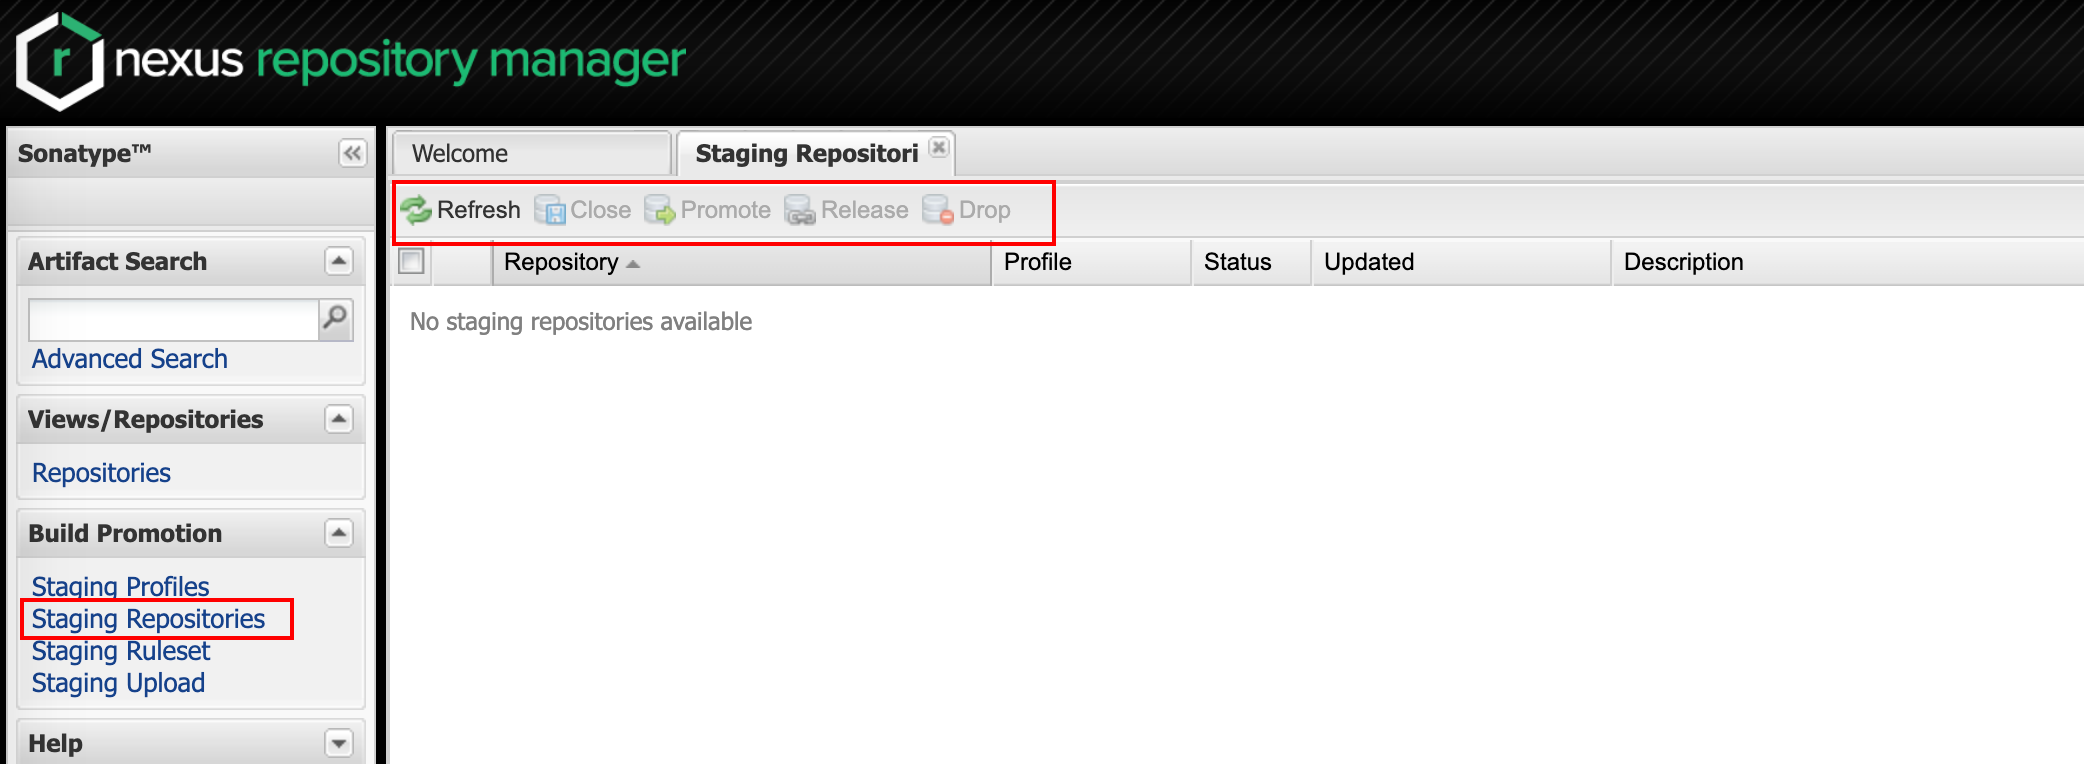 r nexus repository manager
Sonatype™
Welcome
Staging Repositori
Refresh Close Promote Release Drop
Artifact Search
Repository Profile Status Updated Description
No staging repositories available
Advanced Search
Views/Repositories
Repositories
Build Promotion
Staging Profiles
Staging Repositories
Staging Ruleset
Staging Upload
Help